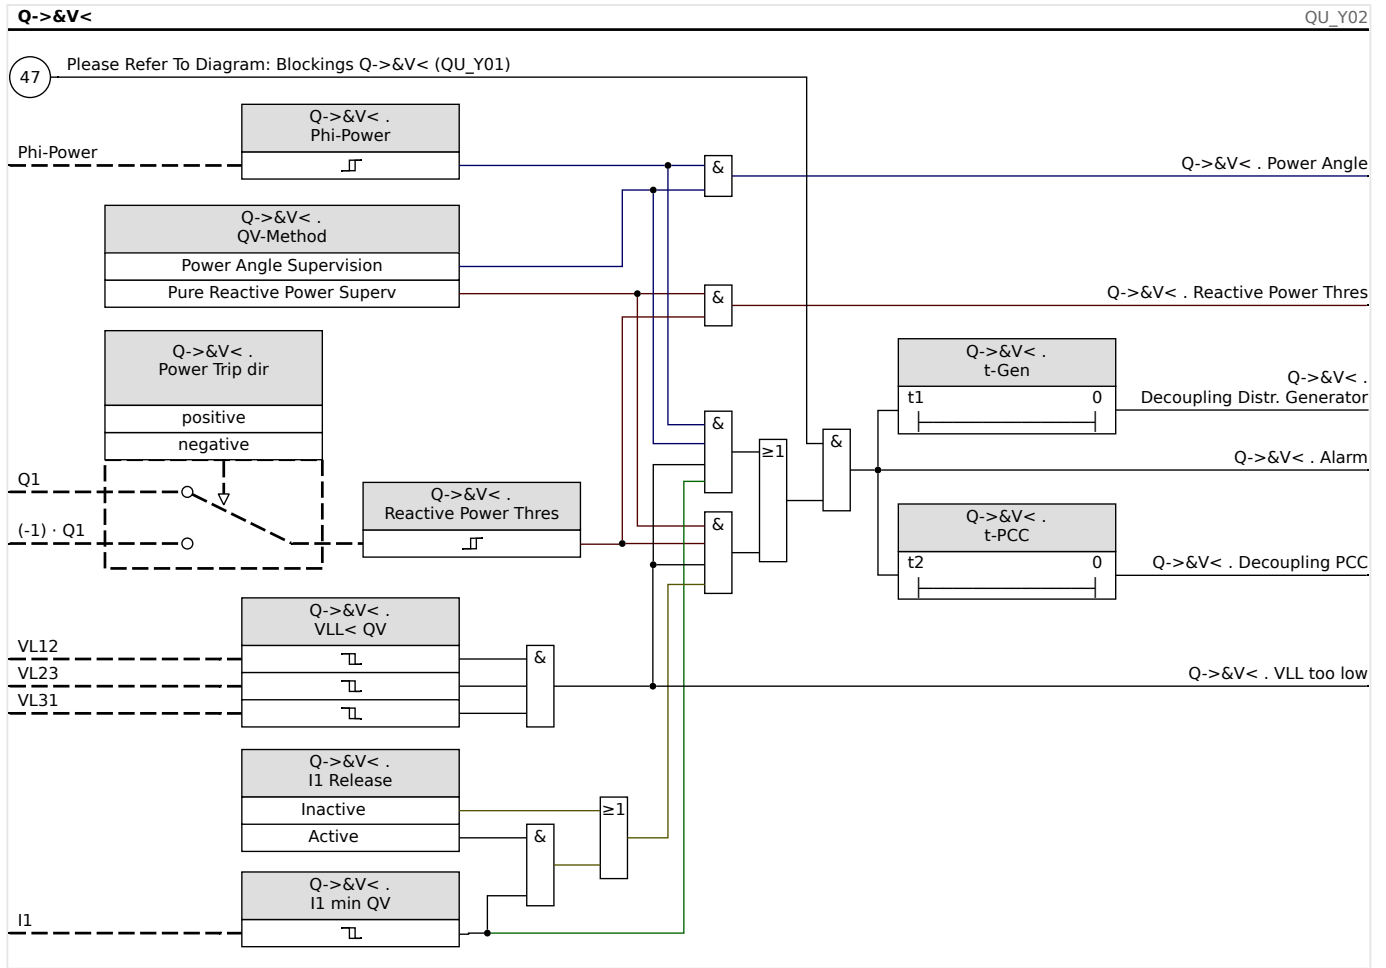 Q->&V<
QU_Y02
47
Please Refer To Diagram: Blockings Q->&V< (QU_Y01)
Q->&V< .
Phi-Power
Phi-Power
&
Q->&V< . Power Angle
Q->&V< .
QV-Method
Power Angle Supervision
Pure Reactive Power Superv
&
Q->&V< . Reactive Power Thres
Q->&V< .
Power Trip dir
positive
negative
Q1
(-1) · Q1
Q->&V< .
Reactive Power Thres
&
&
≥1
&
Q->&V< .
t-Gen
t1
0
Q->&V< .
Decoupling Distr. Generator
Q->&V< . Alarm
Q->&V< .
t-PCC
t2
0
Q->&V< . Decoupling PCC
Q->&V< .
VLL< QV
VL12
VL23
VL31
&
Q->&V< . VLL too low
Q->&V< .
I1 Release
Inactive
Active
&
≥1
Q->&V< .
I1 min QV
I1